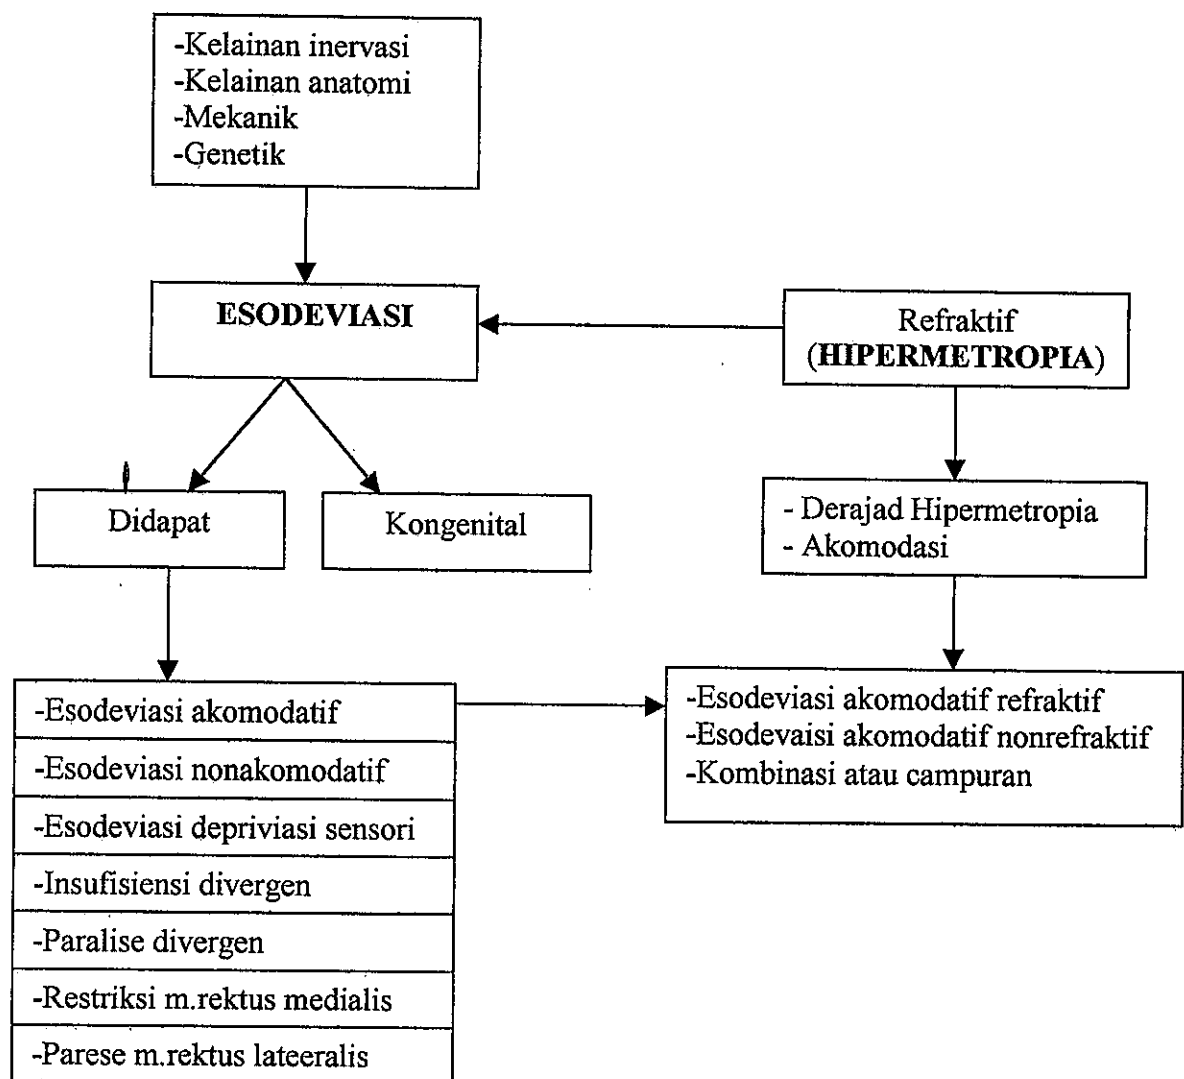 -Kelainan inervasi
-Kelainan anatomi
-Mekanik
-Genetik
ESODEVIASI
Refraktif
(HIPERMETROPIA)
Didapat
Kongenital
- Derajad Hipermetropia
- Akomodasi
-Esodeviasi akomodatif
-Esodeviasi nonakomodatif
-Esodeviasi depriviasi sensori
-Insufisiensi divergen
-Paralise divergen
-Restriksi m.rektus medialis
-Parese m.rektus lateeralis
-Esodeviasi akomodatif refraktif
-Esodevaisi akomodatif nonrefraktif
-Kombinasi atau campuran